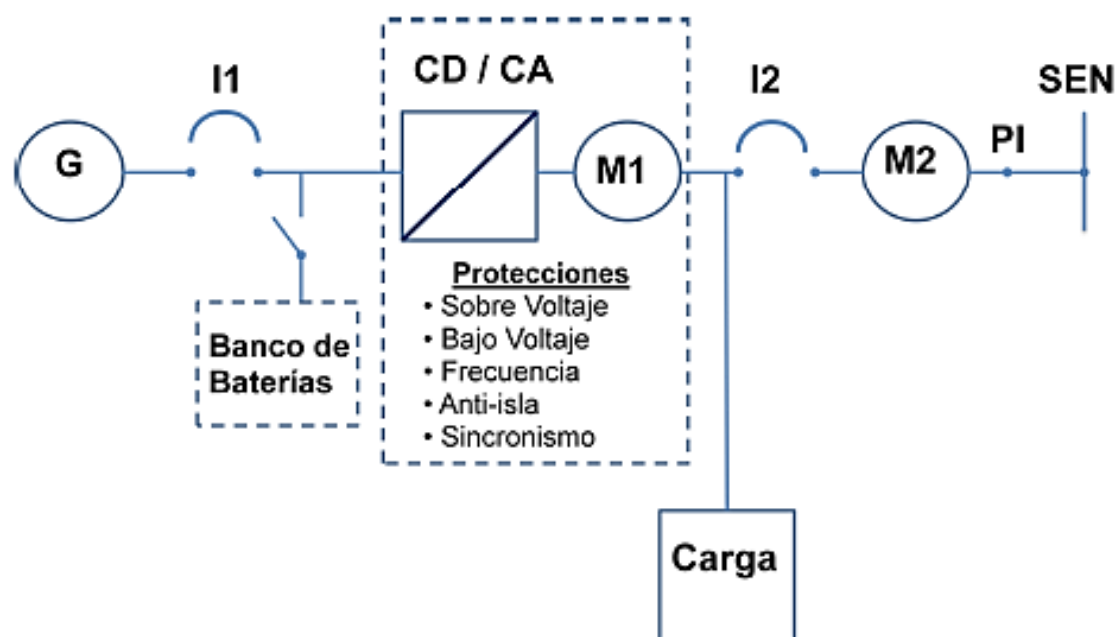 SEN
CD / CA
I1
I2
PI
G
M1
M2
Protecciones
• Sobre Voltaje
• Bajo Voltaje
• Frecuencia
• Anti-isla
• Sincronismo
Banco de
Baterías
Carga